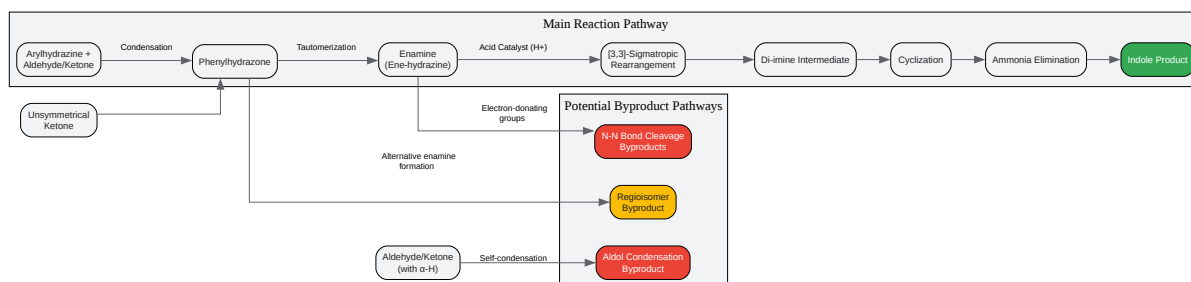 Main Reaction Pathway
Arylhydrazine +
Aldehyde/Ketone
Condensation
Phenylhydrazone
Tautomerization
Enamine
(Ene-hydrazine)
Acid Catalyst (H+)
[3,3]-Sigmatropic
Rearrangement
Di-imine Intermediate
Cyclization
Ammonia Elimination
Indole Product
Unsymmetrical
Ketone
Potential Byproduct Pathways
Electron-donating
groups
N-N Bond Cleavage
Byproducts
Alternative enamine
formation
Regioisomer
Byproduct
Aldehyde/Ketone
(with α-H)
Self-condensation
Aldol Condensation
Byproduct